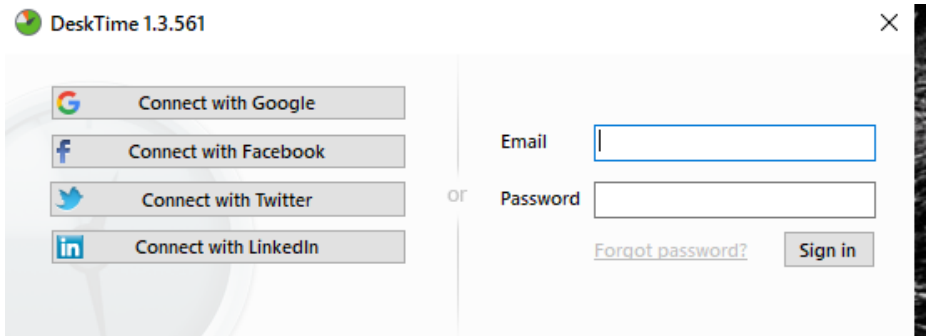 DeskTime 1.3.561
Connect with Google
Connect with Facebook
Connect with Twitter
Connect with LinkedIn
or
Email
Password
Forgot password?
Sign in